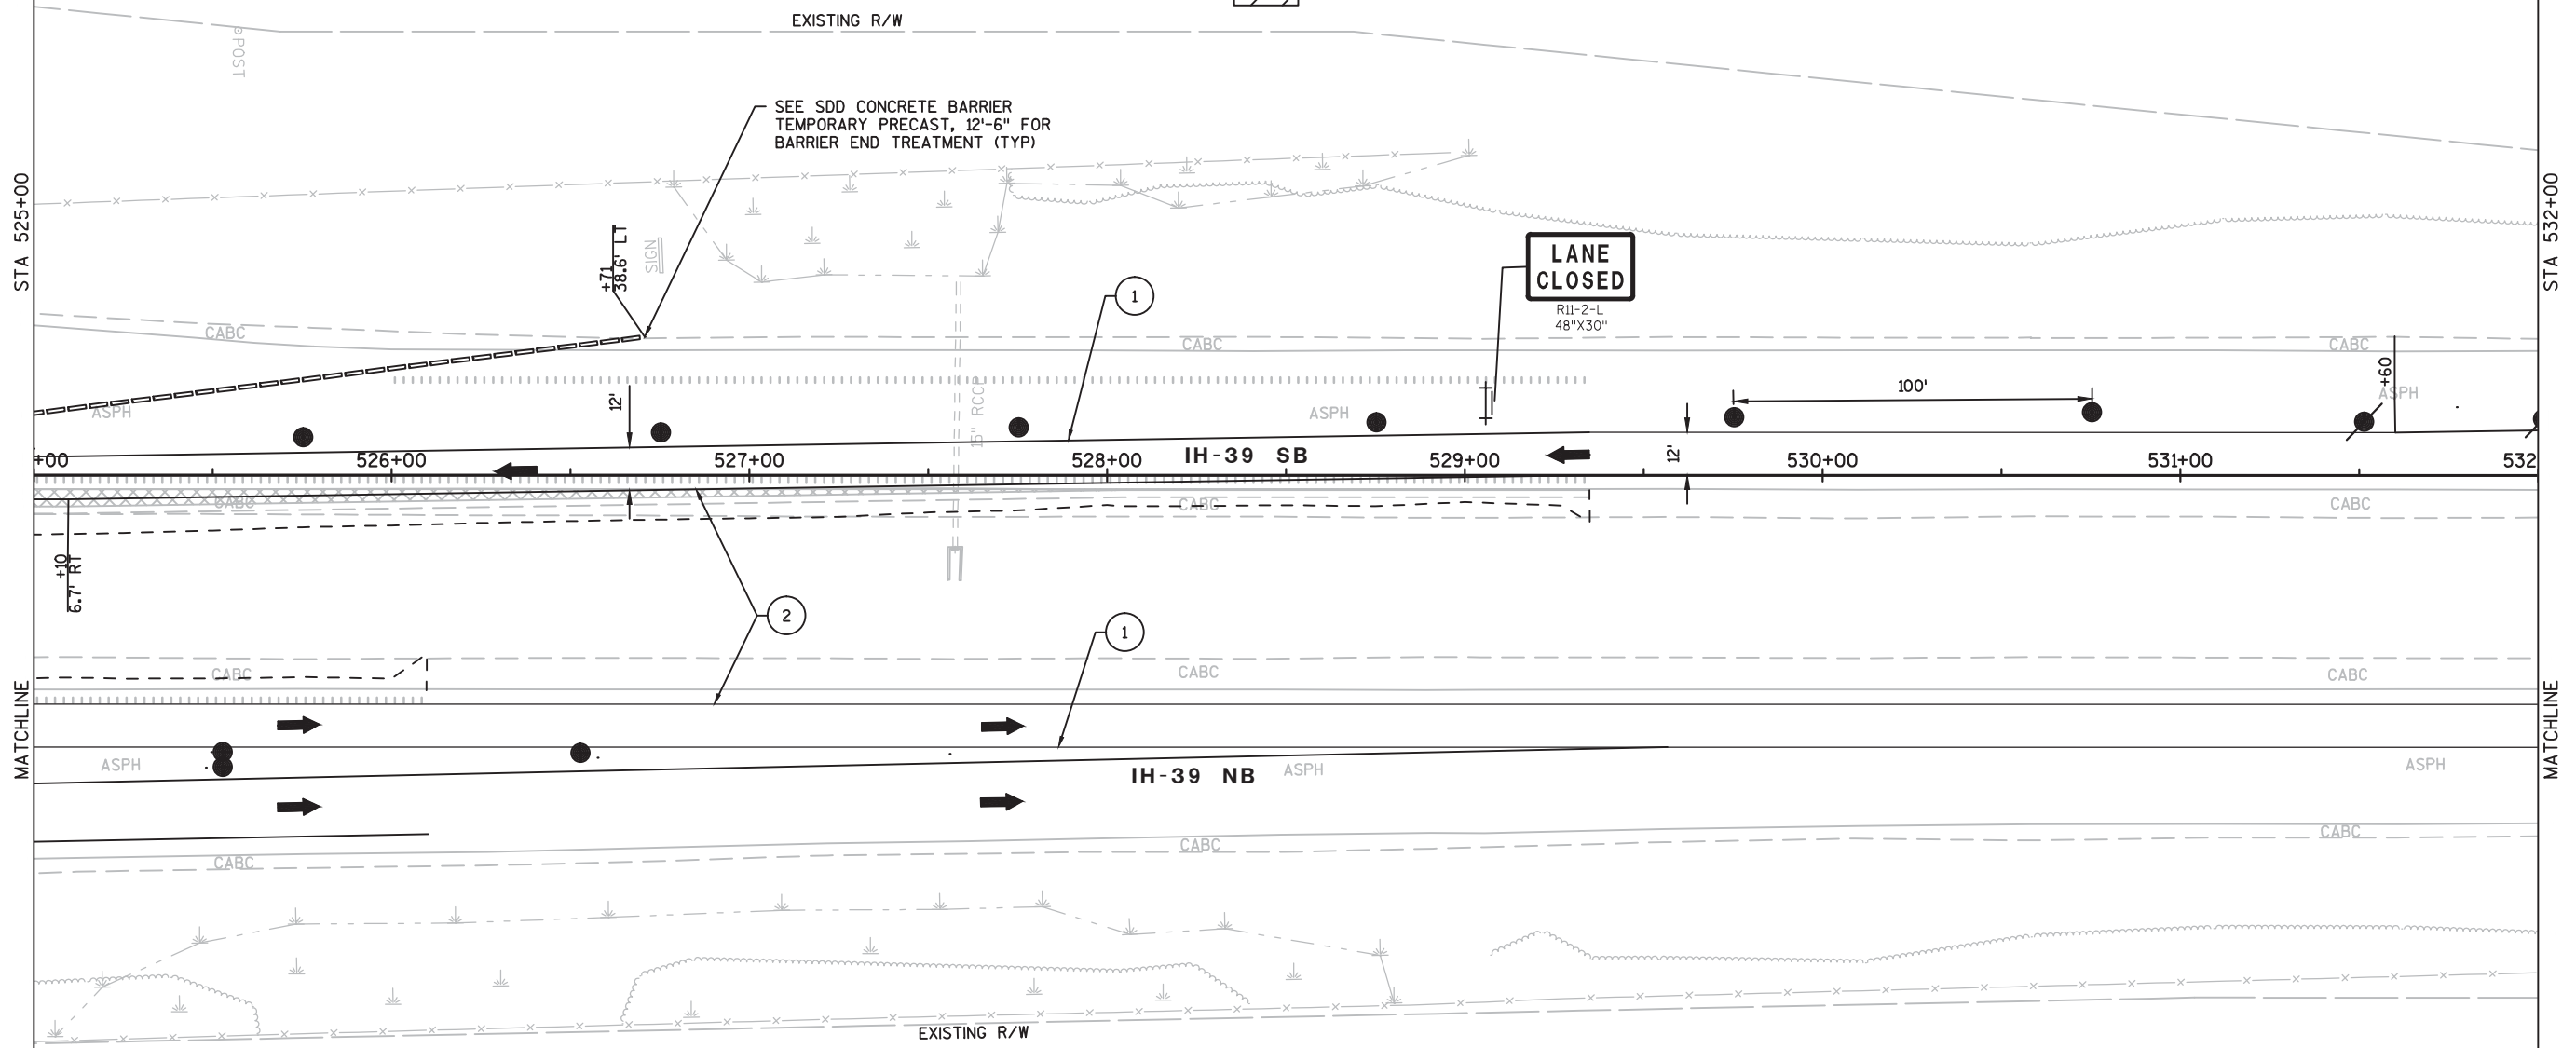 EXISTING R/W
POST
SEE SDD CONCRETE BARRIER
TEMPORARY PRECAST, 12'-6" FOR
BARRIER END TREATMENT (TYP)
STA 525+00
STA 532+00
+71
38.6' LT
SIGN
1
LANE
CLOSED
R11-2-L
48"X30"
CABC
CABC
CABC
12'
15" RCCP
ASPH
ASPH
100'
+60
ASPH
+00
526+00
527+00
528+00
IH-39 SB
529+00
12'
530+00
531+00
532
CABC
CABC
CABC
+10
6.7' RT
2
1
CABC
CABC
CABC
MATCHLINE
MATCHLINE
ASPH
IH-39 NB
ASPH
ASPH
CABC
CABC
CABC
EXISTING R/W